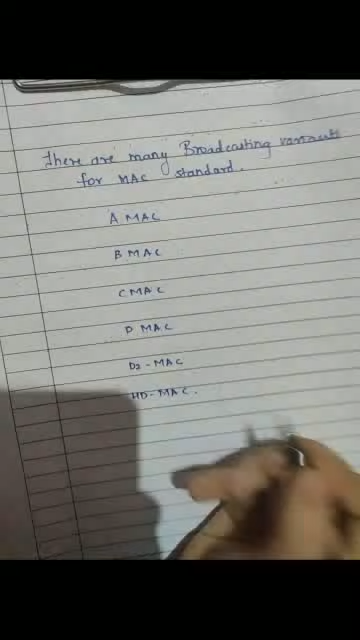 There are many Broadcasting variants
for MAC standard.
A MAC
B MAC
C MAC
D MAC
D2 - MAC
HD - MAC.